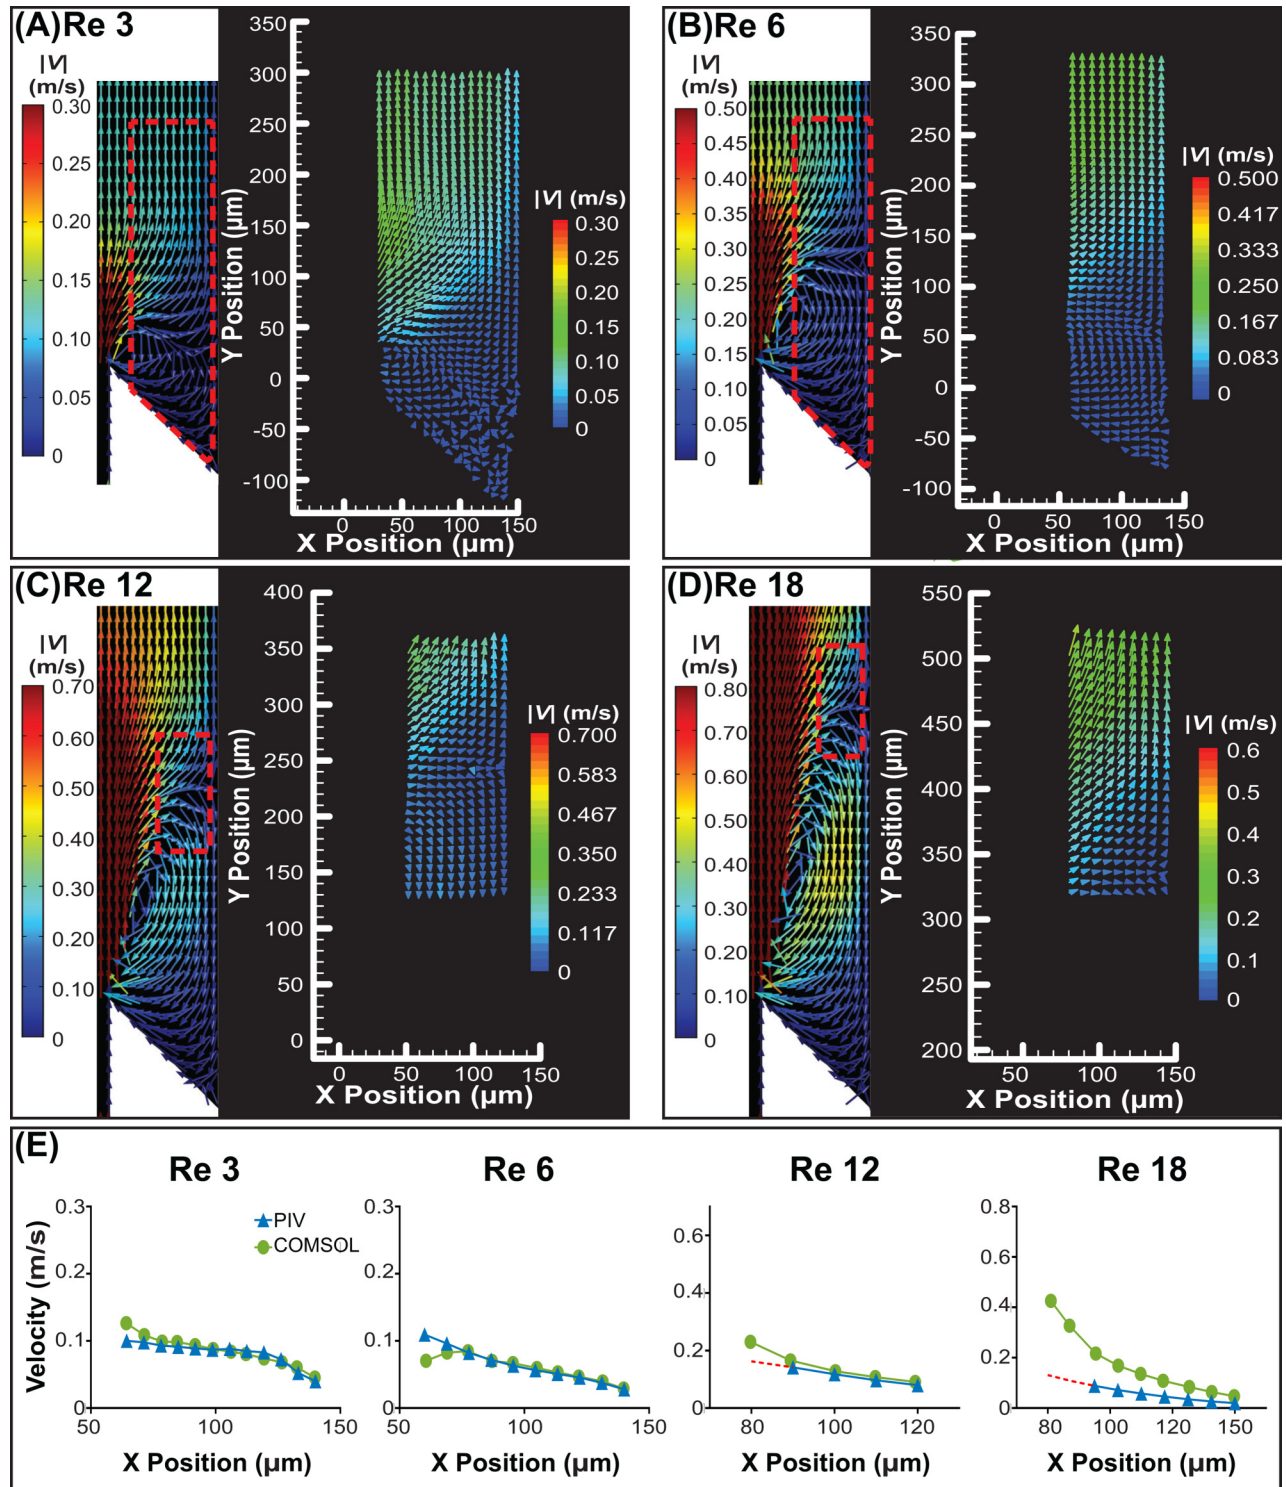 (A)Re 3
|V|
(m/s)
0.30
0.25
0.20
0.15
0.10
0.05
0
Y Position (µm)
350
300
250
200
150
100
50
0
-50
-100
0 50 100 150
X Position (µm)
|V| (m/s)
0.30
0.25
0.20
0.15
0.10
0.05
0
(B)Re 6
|V|
(m/s)
0.50
0.45
0.40
0.35
0.30
0.25
0.20
0.15
0.10
0.05
0
Y Position (µm)
350
300
250
200
150
100
50
0
-50
-100
0 50 100 150
X Position (µm)
|V| (m/s)
0.500
0.417
0.333
0.250
0.167
0.083
0
(C)Re 12
|V|
(m/s)
0.70
0.60
0.50
0.40
0.30
0.20
0.10
0
Y Position (µm)
400
350
300
250
200
150
100
50
0
0 50 100 150
X Position (µm)
|V| (m/s)
0.700
0.583
0.467
0.350
0.233
0.117
0
(D)Re 18
|V|
(m/s)
0.80
0.70
0.60
0.50
0.40
0.30
0.20
0.10
0
Y Position (µm)
550
500
450
400
350
300
250
200
50 100 150
X Position (µm)
|V| (m/s)
0.6
0.5
0.4
0.3
0.2
0.1
0
(E)
Re 3
Velocity (m/s)
0.3
0.2
0.1
0
PIV
COMSOL
50 100 150
X Position (µm)
Re 6
0.3
0.2
0.1
0
50 100 150
X Position (µm)
Re 12
0.6
0.4
0.2
0
80 100 120
X Position (µm)
Re 18
0.8
0.6
0.4
0.2
0
80 100 120 150
X Position (µm)